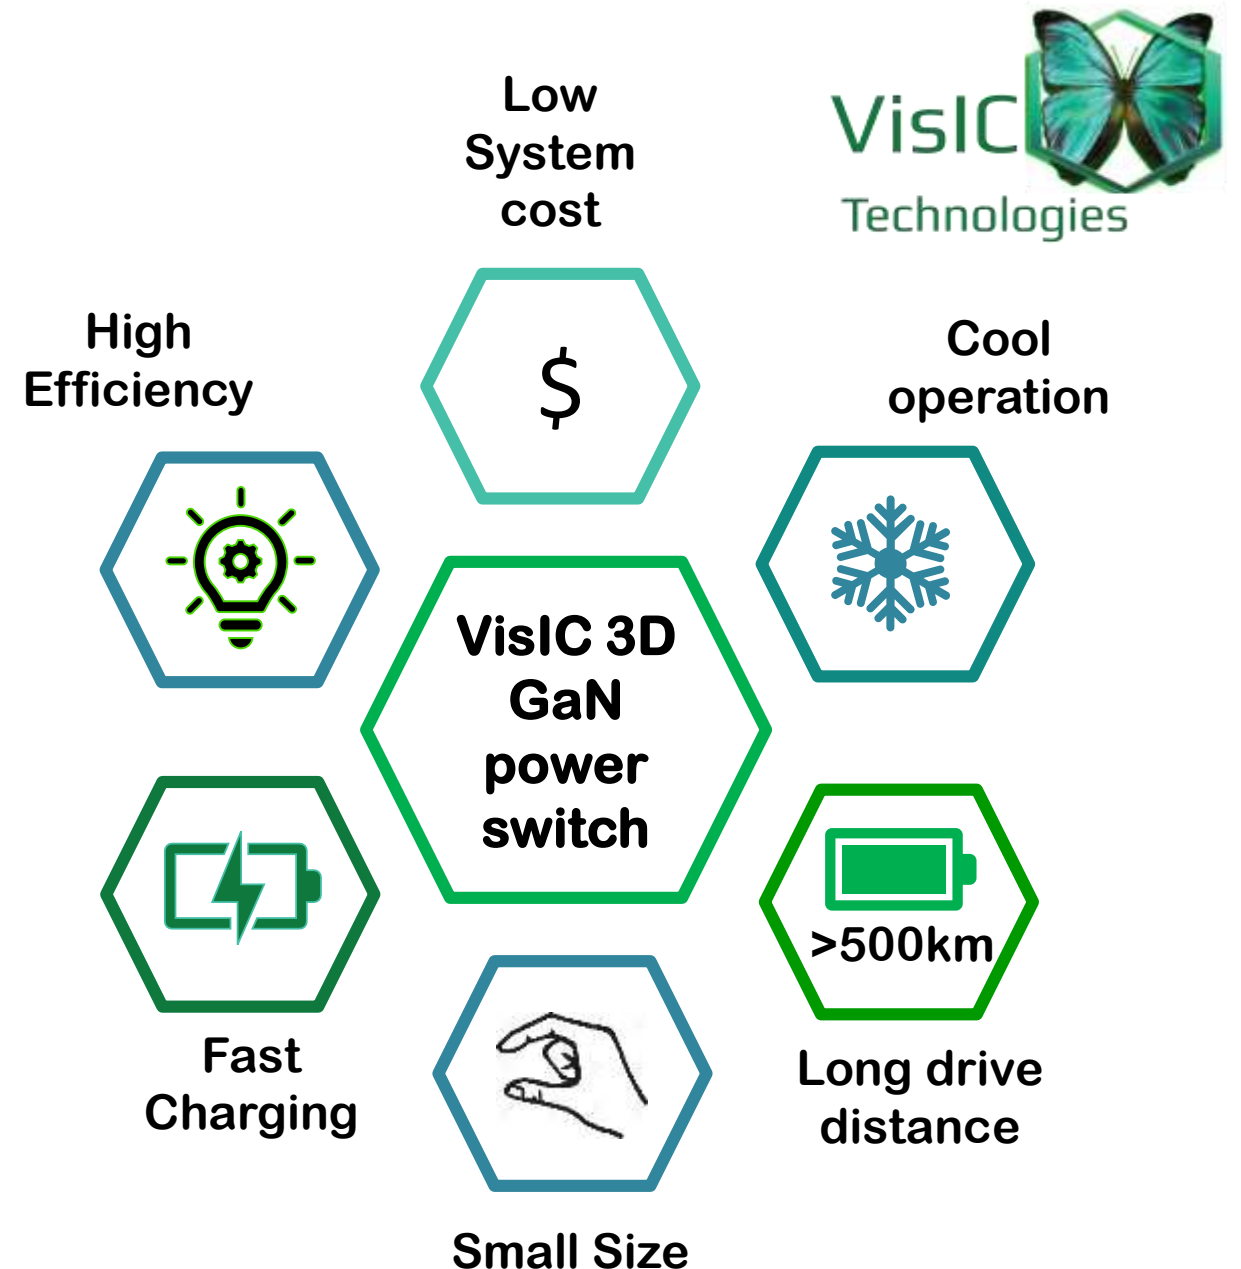 VisIC
Technologies
Low
System
cost
$
High
Efficiency
Cool
operation
VisIC 3D
GaN
power
switch
>500km
Fast
Charging
Long drive
distance
Small Size